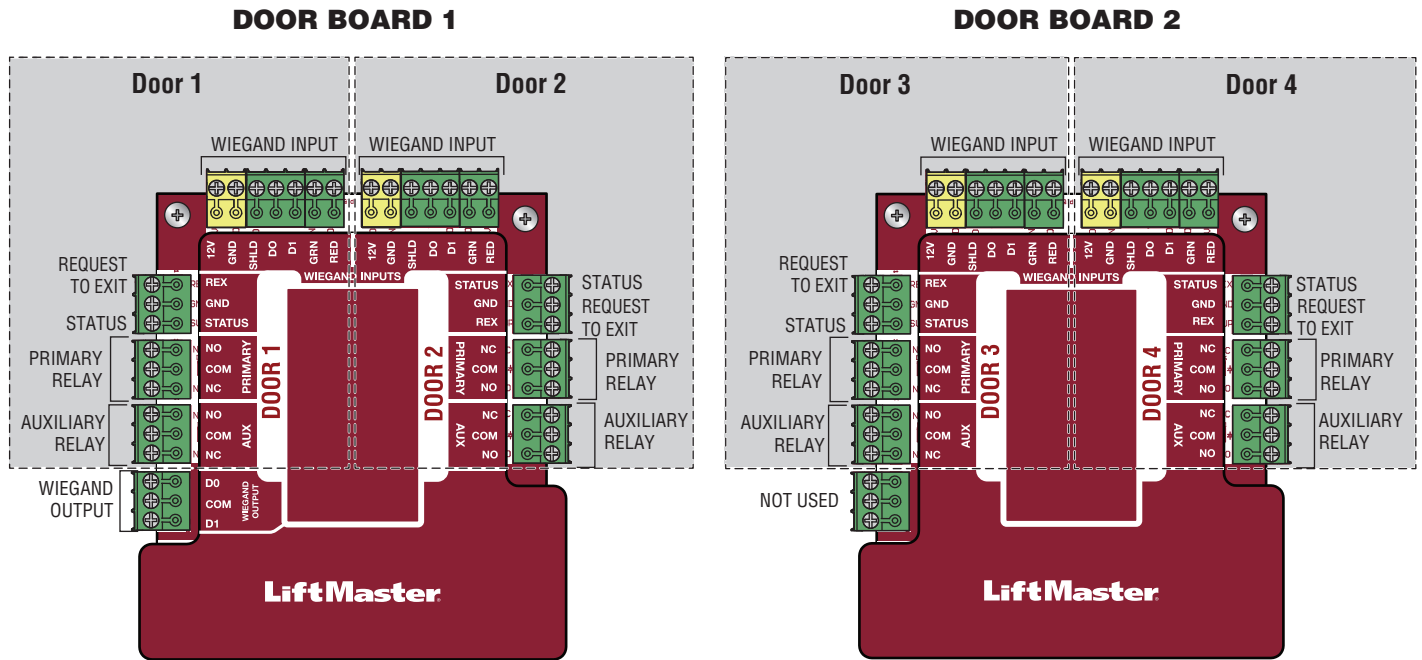 DOOR BOARD 1
Door 1
Door 2
WIEGAND INPUT
WIEGAND INPUT
12V
GND
SHLD
DO
D1
GRN
RED
12V
GND
SHLD
DO
D1
GRN
RED
WIEGAND INPUTS
REQUEST
TO EXIT
STATUS
PRIMARY
RELAY
AUXILIARY
RELAY
WIEGAND
OUTPUT
REX
GND
STATUS
NO
COM
NC
PRIMARY
NO
COM
NC
AUX
D0
COM
D1
WIEGAND
OUTPUT
DOOR 1
DOOR 2
STATUS
GND
REX
PRIMARY
NC
COM
NO
AUX
NC
COM
NO
STATUS
REQUEST
TO EXIT
PRIMARY
RELAY
AUXILIARY
RELAY
LiftMaster
DOOR BOARD 2
Door 3
Door 4
WIEGAND INPUT
WIEGAND INPUT
12V
GND
SHLD
DO
D1
GRN
RED
12V
GND
SHLD
DO
D1
GRN
RED
WIEGAND INPUTS
REQUEST
TO EXIT
STATUS
PRIMARY
RELAY
AUXILIARY
RELAY
NOT USED
REX
GND
STATUS
NO
COM
NC
PRIMARY
NO
COM
NC
AUX
DOOR 3
DOOR 4
STATUS
GND
REX
PRIMARY
NC
COM
NO
AUX
NC
COM
NO
STATUS
REQUEST
TO EXIT
PRIMARY
RELAY
AUXILIARY
RELAY
LiftMaster